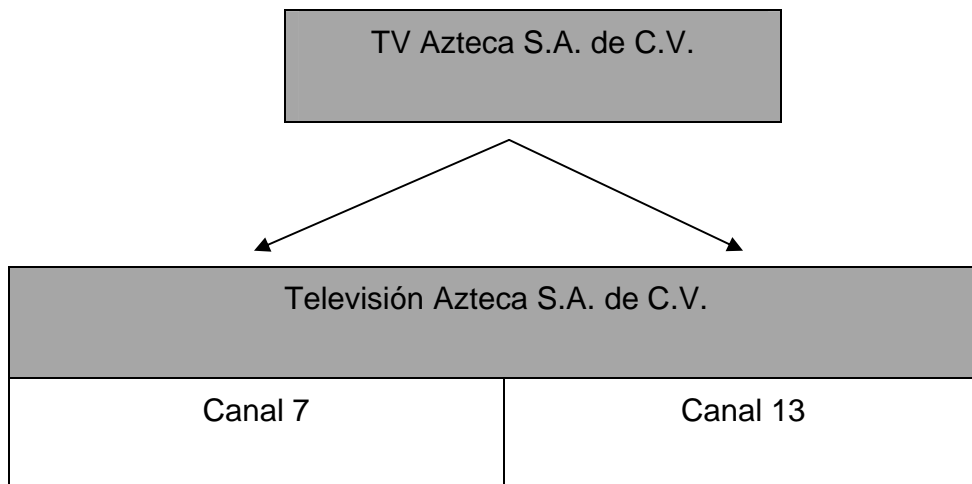 TV Azteca S.A. de C.V.
Televisión Azteca S.A. de C.V.
Canal 7
Canal 13